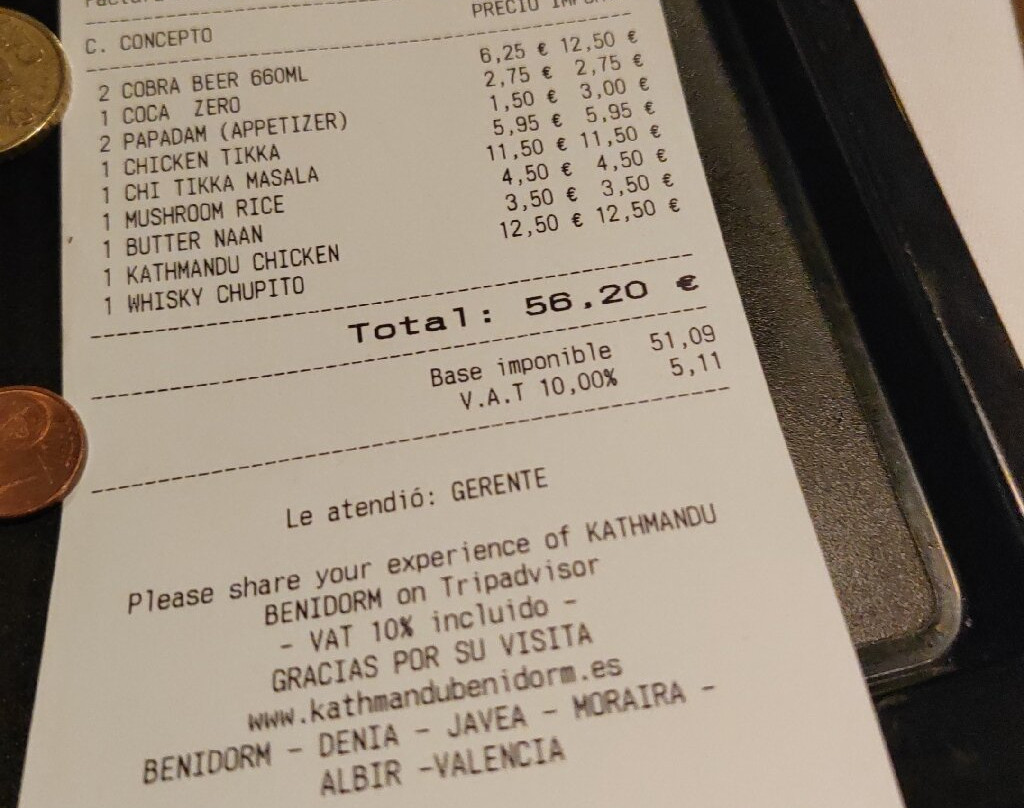 C. CONCEPTO PRECIO
2 COBRA BEER 660ML 6,25 € 12,50 €
1 COCA ZERO 2,75 € 2,75 €
2 PAPADAM (APPETIZER) 1,50 € 3,00 €
1 CHICKEN TIKKA 5,95 € 5,95 €
1 CHI TIKKA MASALA 11,50 € 11,50 €
1 MUSHROOM RICE 4,50 € 4,50 €
1 BUTTER NAAN 3,50 € 3,50 €
1 KATHMANDU CHICKEN 12,50 € 12,50 €
1 WHISKY CHUPITO
Total: 56,20 €
Base imponible 51,09
V.A.T 10,00% 5,11
Le atendió: GERENTE
Please share your experience of KATHMANDU
BENIDORM on Tripadvisor
- VAT 10% incluido -
GRACIAS POR SU VISITA
www.kathmandubenidorm.es
BENIDORM - DENIA - JAVEA - MORAIRA -
ALBIR -VALENCIA